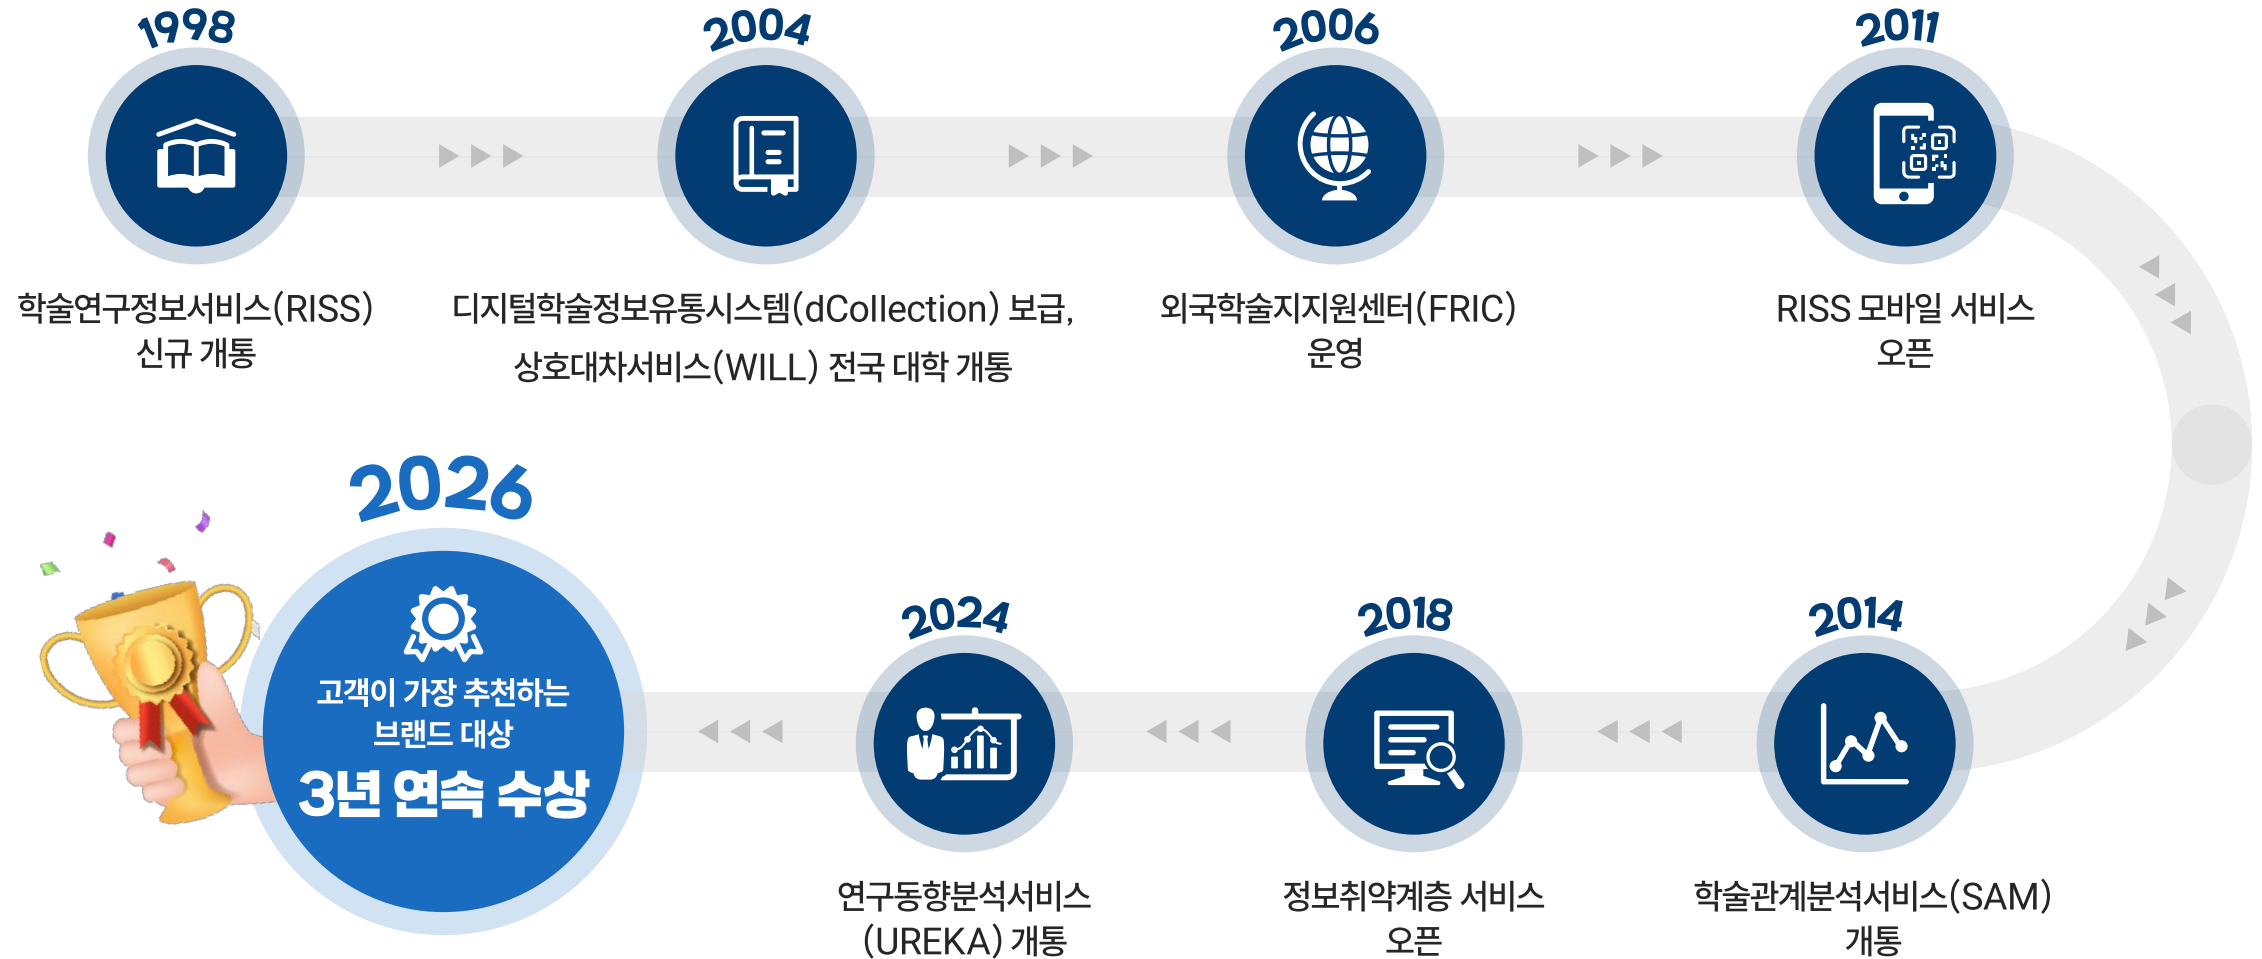 1998
학술연구정보서비스(RISS)
신규 개통
2004
디지털학술정보유통시스템(dCollection) 보급,
상호대차서비스(WILL) 전국 대학 개통
2006
외국학술지지원센터(FRIC)
운영
2011
RISS 모바일 서비스
오픈
2014
학술관계분석서비스(SAM)
개통
2018
정보취약계층 서비스
오픈
2024
연구동향분석서비스
(UREKA) 개통
2026
고객이 가장 추천하는
브랜드 대상
3년 연속 수상